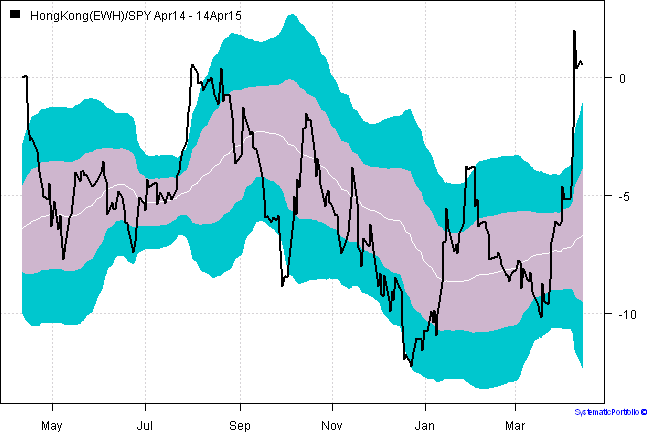 HongKong(EWH)/SPY Apr14 - 14Apr15
0
-5
-10
May Jul Sep Nov Jan Mar
SystematicPortfolio ©